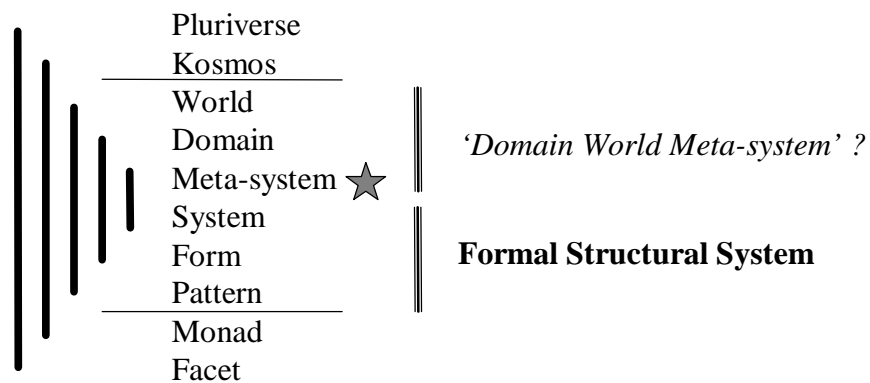 Pluriverse
Kosmos
World
Domain
Meta-system
System
Form
Pattern
Monad
Facet
‘Domain World Meta-system’ ?
Formal Structural System